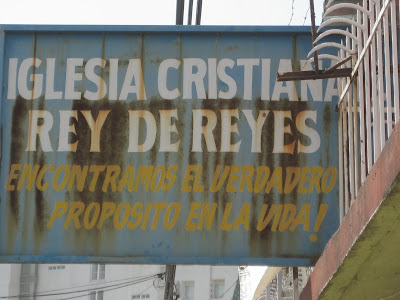 IGLESIA CRISTIANA
REY DE REYES
ENCONTRAMOS EL VERDADERO
PROPOSITO EN LA VIDA!